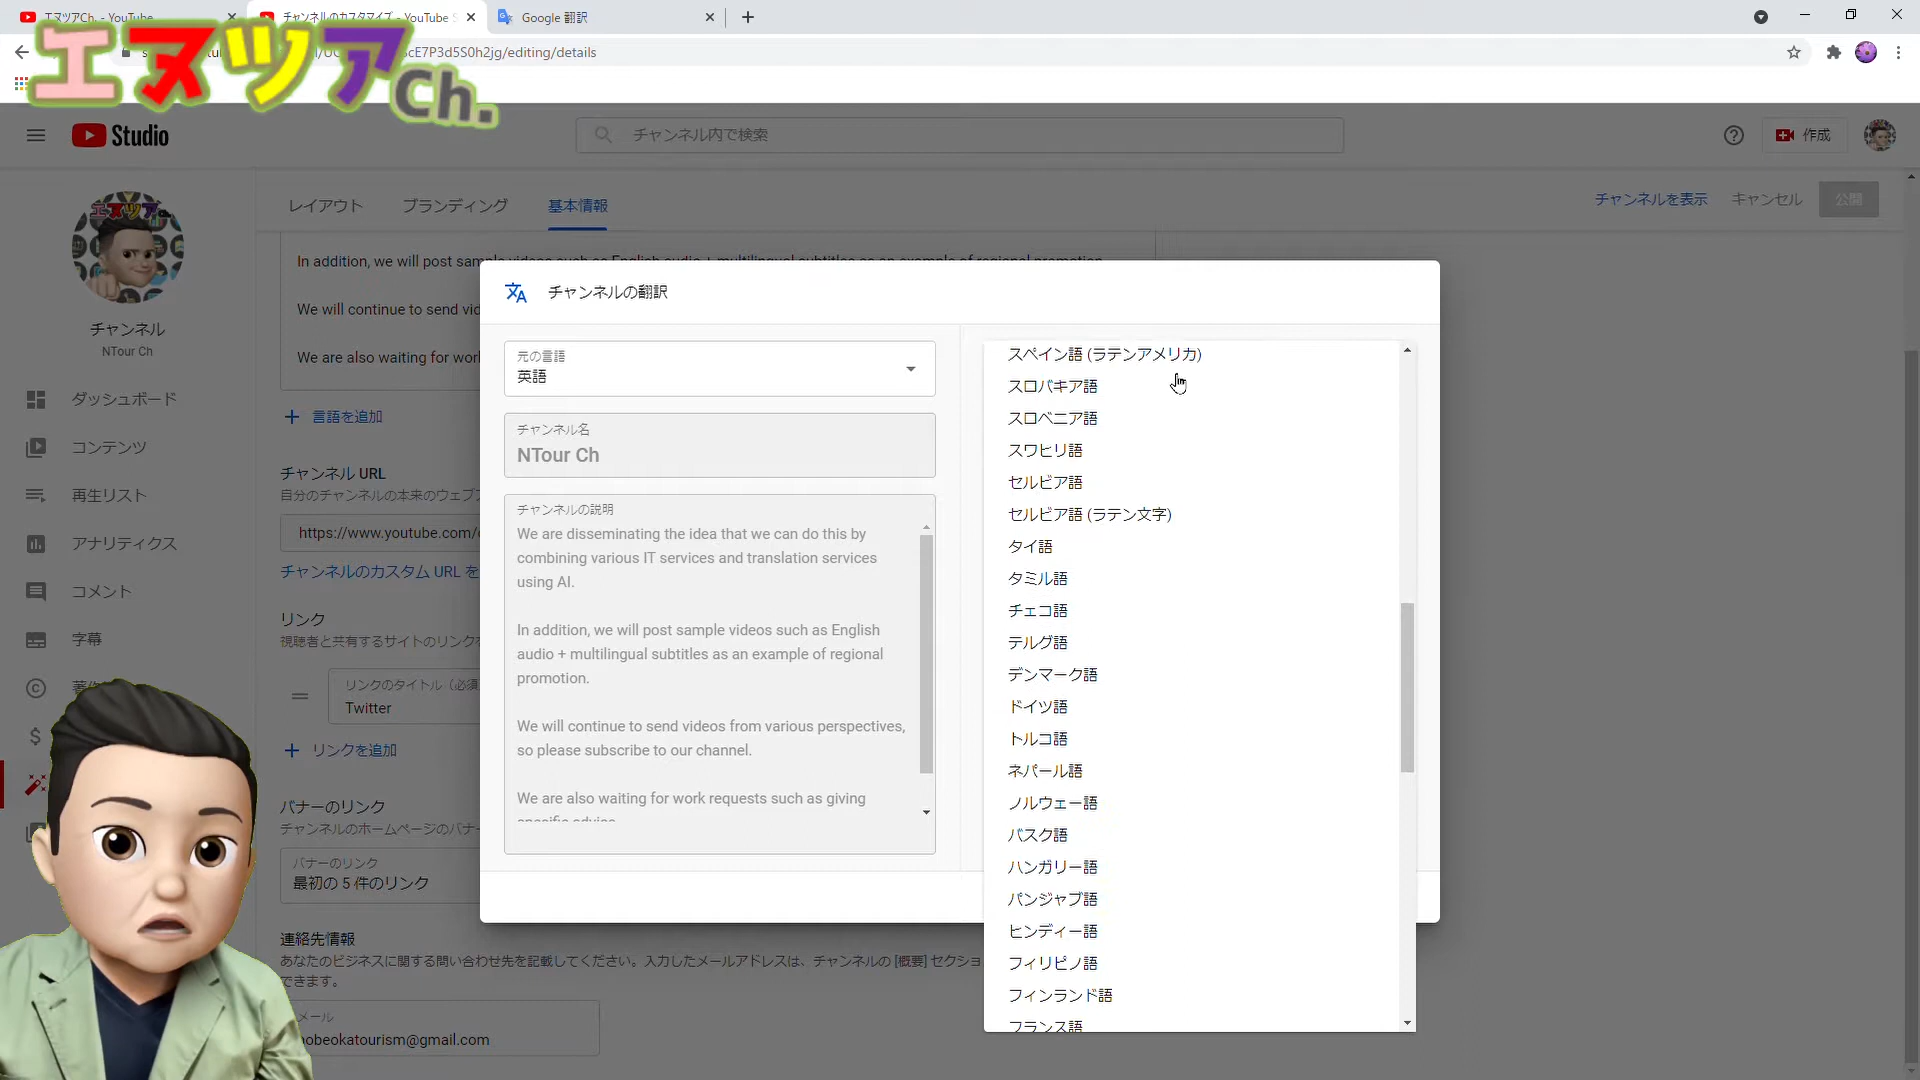 エヌツアCh. - YouTube
チャンネルのカスタマイズ - YouTube S
Google 翻訳
cE7P3d5S0h2jg/editing/details
エヌツアCh.
Studio
チャンネル内で検索
作成
レイアウト
ブランディング
基本情報
チャンネルを表示
キャンセル
公開
エヌツア
チャンネル
NTour Ch
ダッシュボード
コンテンツ
再生リスト
アナリティクス
コメント
字幕
In addition, we will post sample videos such as English audio + multilingual subtitles as an example of regional promotion.
We will continue to send vid
We are also waiting for worl
言語を追加
チャンネル URL
自分のチャンネルの本来のウェブ
https://www.youtube.com/
チャンネルのカスタム URL を
リンク
視聴者と共有するサイトのリンクを
リンクのタイトル（必須
Twitter
リンクを追加
バナーのリンク
チャンネルのホームページのバナ
バナーのリンク
最初の 5 件のリンク
連絡先情報
あなたのビジネスに関する問い合わせ先を記載してください。入力したメールアドレスは、チャンネルの [概要] セクショ
できます。
メール
nobeokatourism@gmail.com
チャンネルの翻訳
元の言語
英語
チャンネル名
NTour Ch
チャンネルの説明
We are disseminating the idea that we can do this by
combining various IT services and translation services
using AI.
In addition, we will post sample videos such as English
audio + multilingual subtitles as an example of regional
promotion.
We will continue to send videos from various perspectives,
so please subscribe to our channel.
We are also waiting for work requests such as giving
specific advice.
スペイン語 (ラテンアメリカ)
スロバキア語
スロベニア語
スワヒリ語
セルビア語
セルビア語 (ラテン文字)
タイ語
タミル語
チェコ語
テルグ語
デンマーク語
ドイツ語
トルコ語
ネパール語
ノルウェー語
バスク語
ハンガリー語
パンジャブ語
ヒンディー語
フィリピノ語
フィンランド語
フランス語